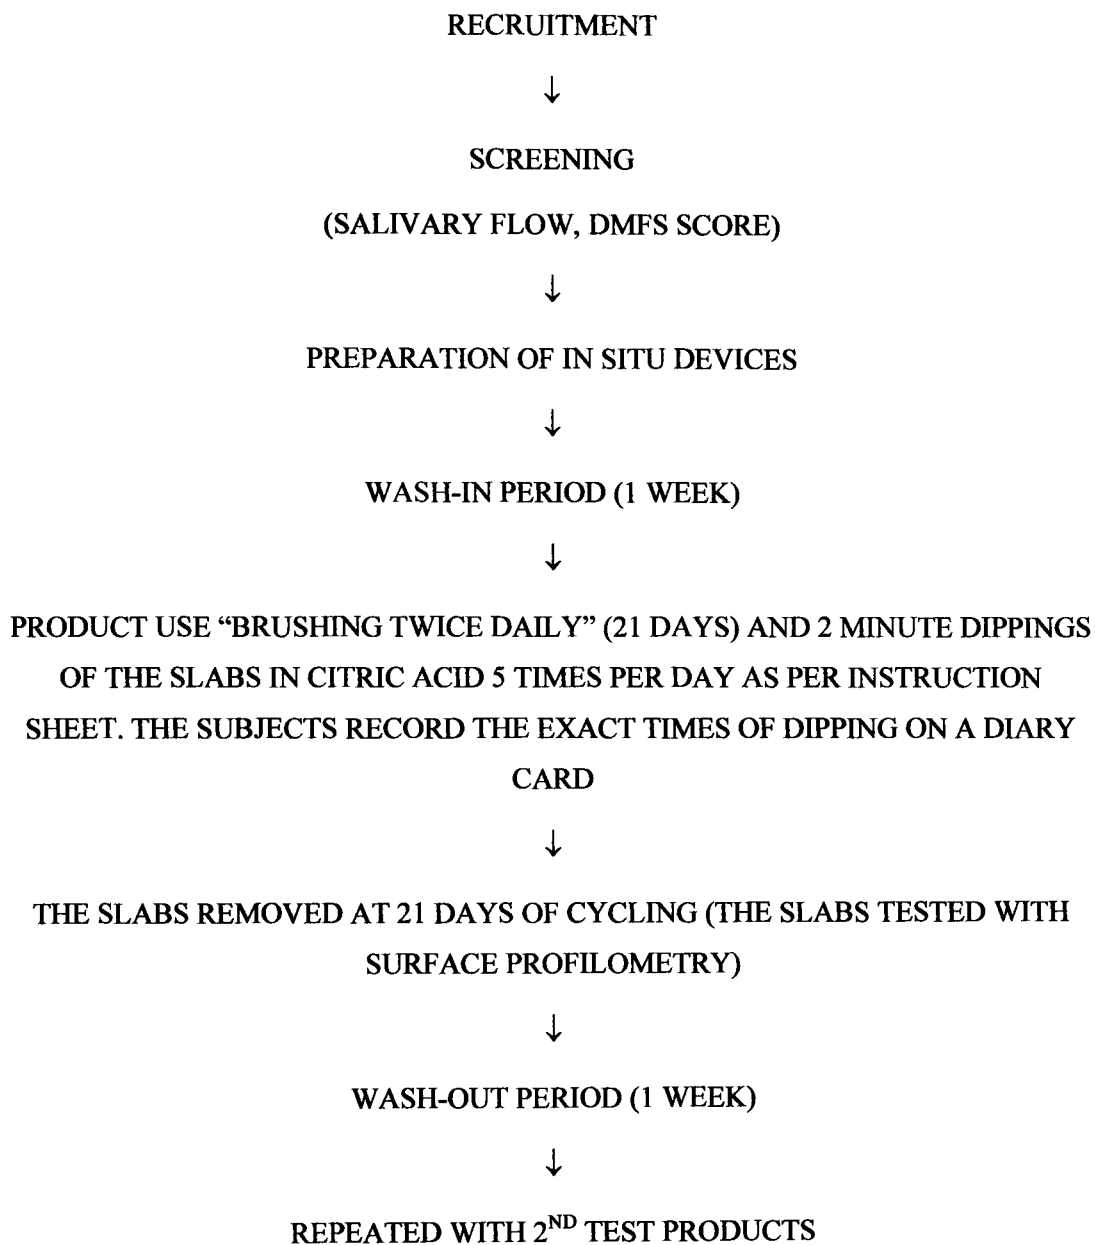 RECRUITMENT
↓
SCREENING
(SALIVARY FLOW, DMFS SCORE)
↓
PREPARATION OF IN SITU DEVICES
↓
WASH-IN PERIOD (1 WEEK)
↓
PRODUCT USE “BRUSHING TWICE DAILY” (21 DAYS) AND 2 MINUTE DIPPINGS
OF THE SLABS IN CITRIC ACID 5 TIMES PER DAY AS PER INSTRUCTION
SHEET. THE SUBJECTS RECORD THE EXACT TIMES OF DIPPING ON A DIARY
CARD
↓
THE SLABS REMOVED AT 21 DAYS OF CYCLING (THE SLABS TESTED WITH
SURFACE PROFILOMETRY)
↓
WASH-OUT PERIOD (1 WEEK)
↓
REPEATED WITH 2ND TEST PRODUCTS